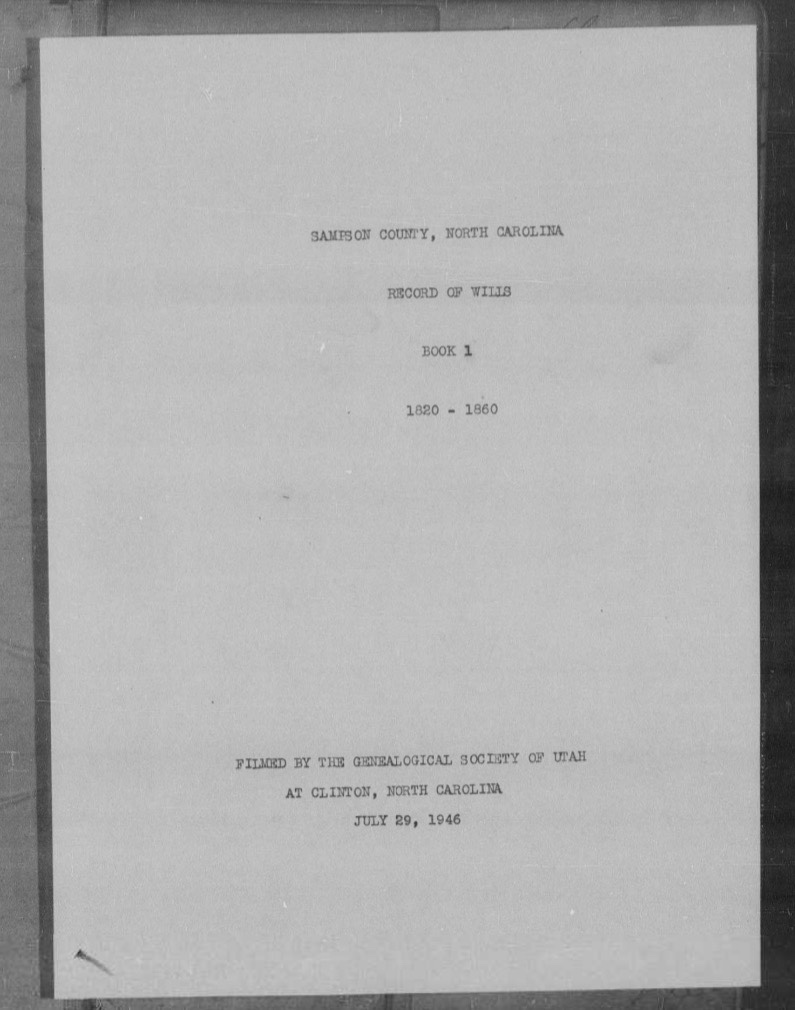 SAMPSON COUNTY, NORTH CAROLINA
RECORD OF WILLS
BOOK 1
1820 - 1860
FILMED BY THE GENEALOGICAL SOCIETY OF UTAH
AT CLINTON, NORTH CAROLINA
JULY 29, 1946